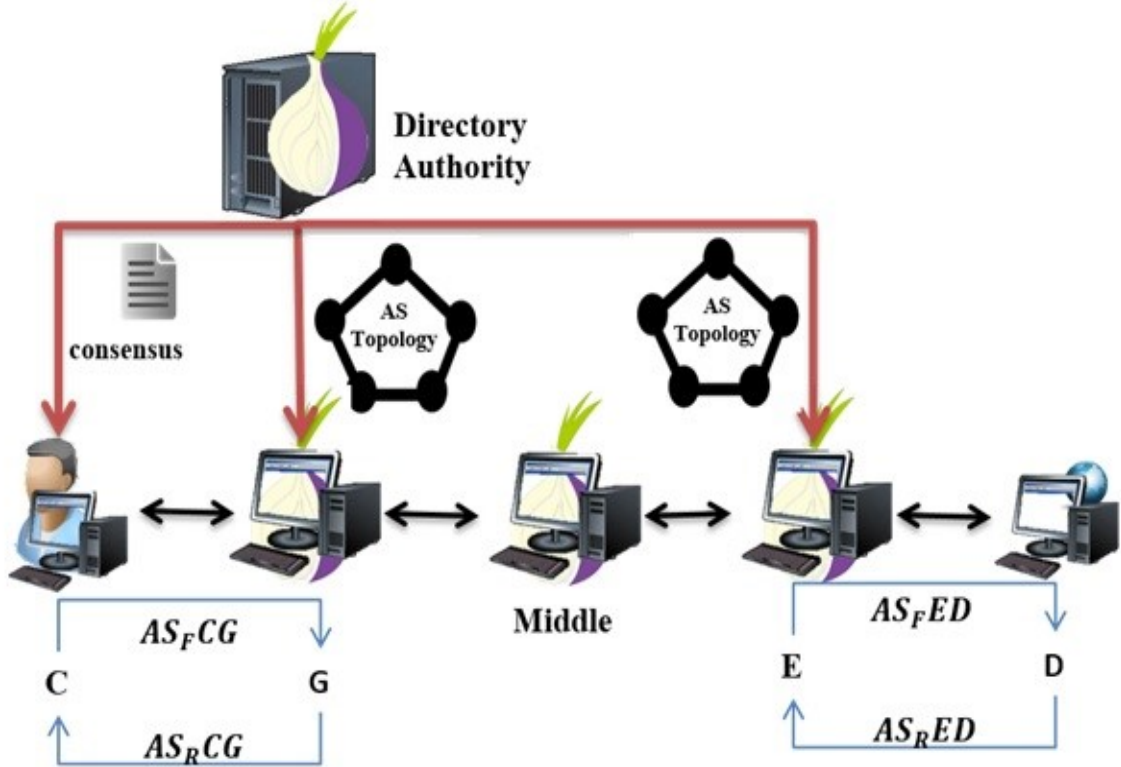 Directory
Authority
AS
Topology
AS
Topology
consensus
Middle
AS_FCG
AS_FED
C
G
E
D
AS_RCG
AS_RED